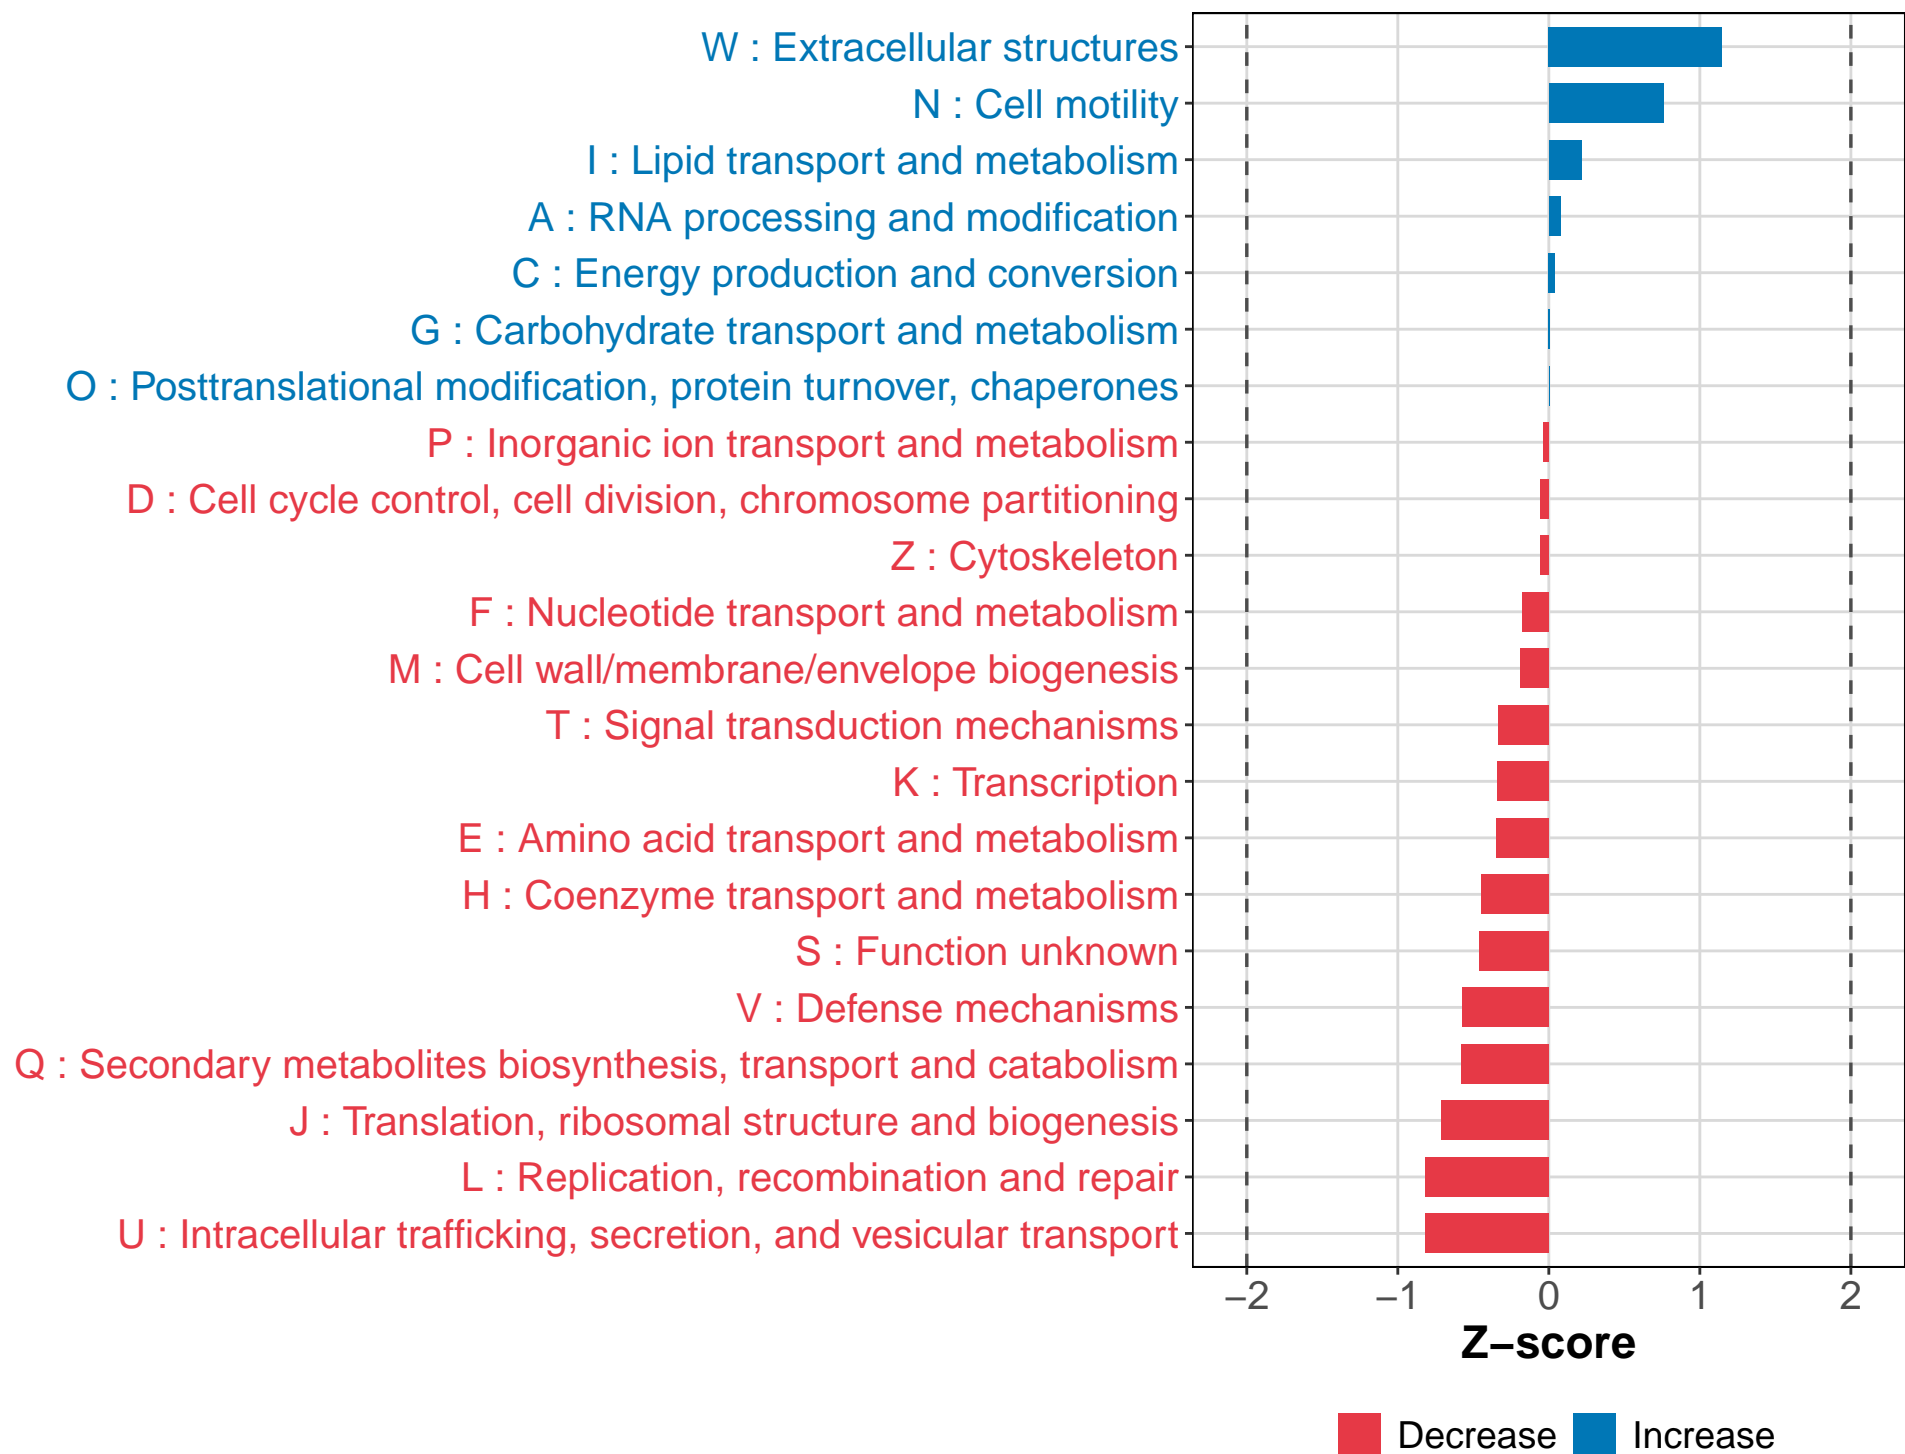 W : Extracellular structures
N : Cell motility
I : Lipid transport and metabolism
A : RNA processing and modification
C : Energy production and conversion
G : Carbohydrate transport and metabolism
O : Posttranslational modification, protein turnover, chaperones
P : Inorganic ion transport and metabolism
D : Cell cycle control, cell division, chromosome partitioning
Z : Cytoskeleton
F : Nucleotide transport and metabolism
M : Cell wall/membrane/envelope biogenesis
T : Signal transduction mechanisms
K : Transcription
E : Amino acid transport and metabolism
H : Coenzyme transport and metabolism
S : Function unknown
V : Defense mechanisms
Q : Secondary metabolites biosynthesis, transport and catabolism
J : Translation, ribosomal structure and biogenesis
L : Replication, recombination and repair
U : Intracellular trafficking, secretion, and vesicular transport
−2 −1 0 1 2
Z−score
Decrease Increase